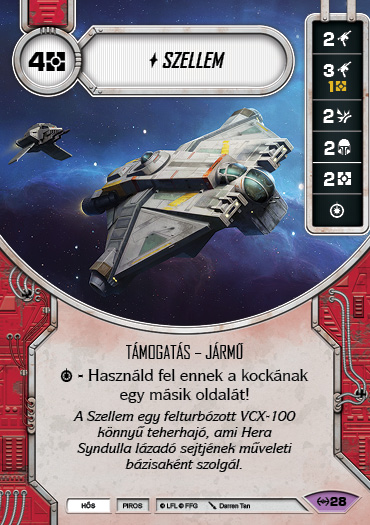 4
SZELLEM
2
3
1
2
2
2
TÁMOGATÁS – JÁRMŰ
- Használd fel ennek a kockának
egy másik oldalát!
A Szellem egy felturbózott VCX-100
könnyű teherhajó, ami Hera
Syndulla lázadó sejtjének műveleti
bázisaként szolgál.
HŐS PIROS © LFL © FFG Darren Tan 28